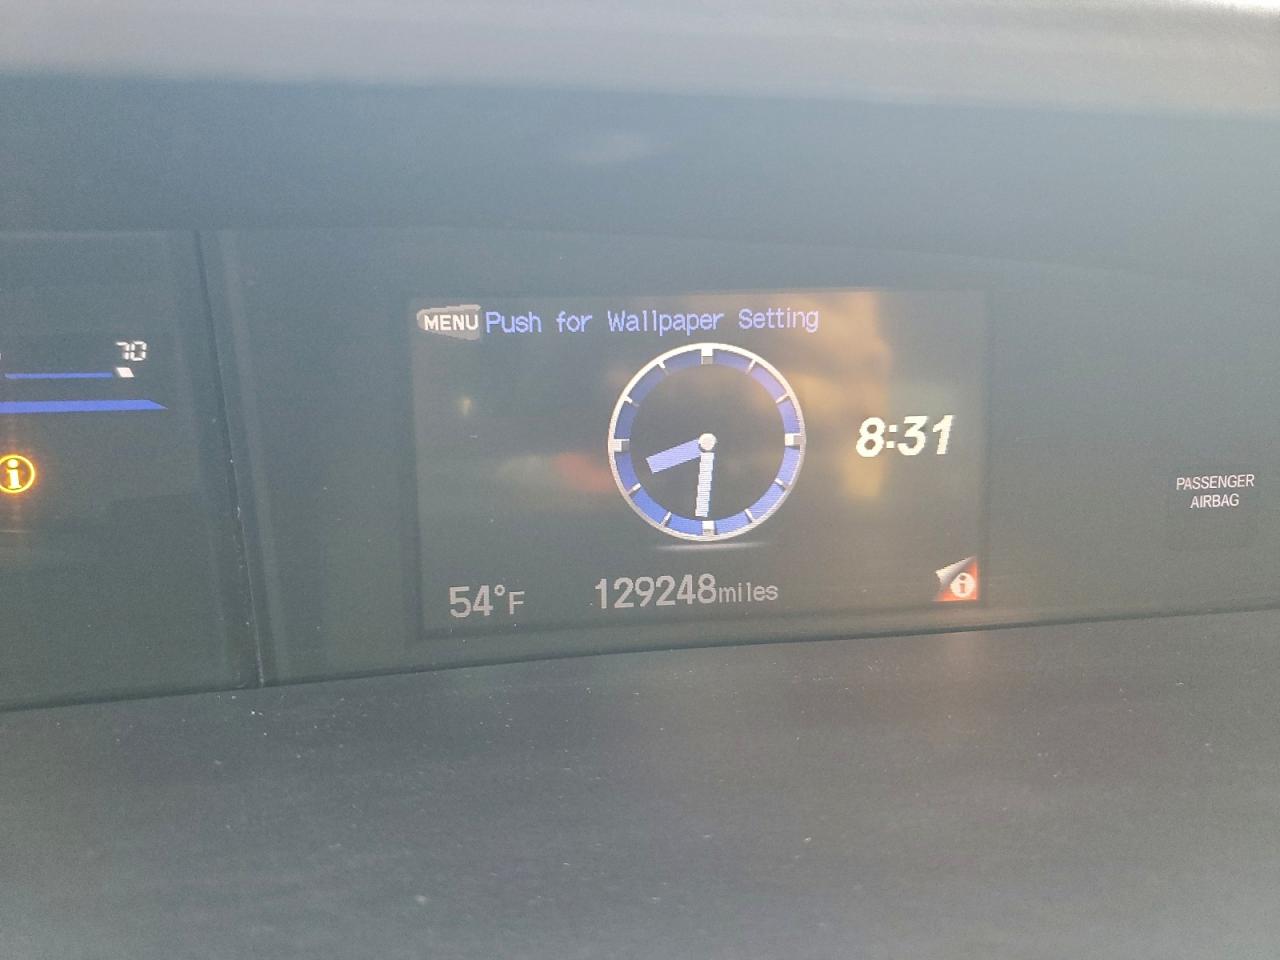 70
MENU Push for Wallpaper Setting
8:31
PASSENGER
AIRBAG
54°F 129248miles